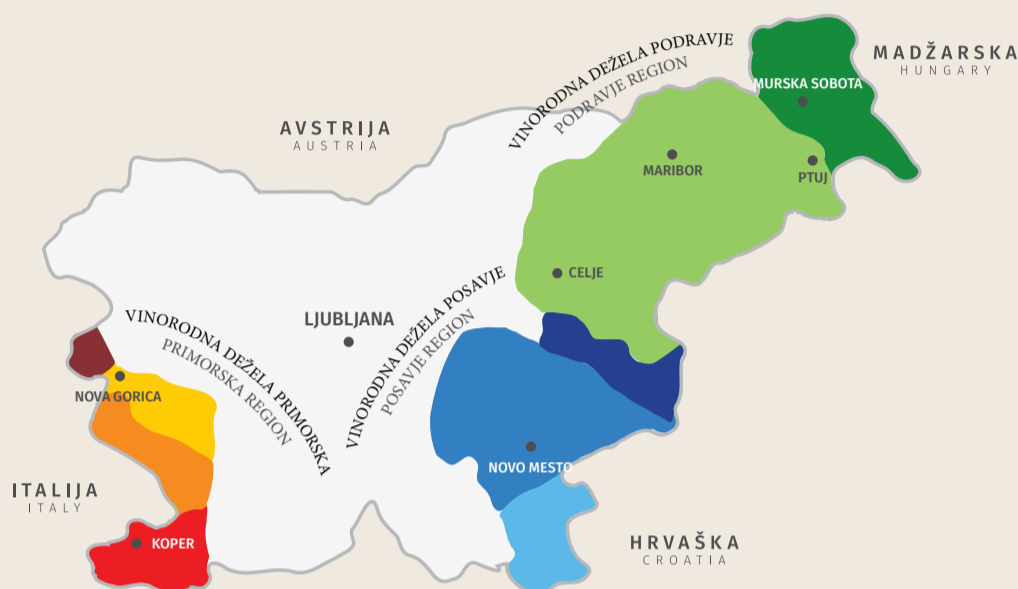 VINORODNA DEŽELA PODRAVJE
PODRAVJE REGION
MADŽARSKA
HUNGARY
MURSKA SOBOTA
AVSTRIJA
AUSTRIA
MARIBOR
PTUJ
CELJE
VINORODNA DEŽELA POSAVJE
POSAVJE REGION
LJUBLJANA
VINORODNA DEŽELA PRIMORSKA
PRIMORSKA REGION
NOVA GORICA
NOVO MESTO
ITALIJA
ITALY
KOPER
HRVAŠKA
CROATIA